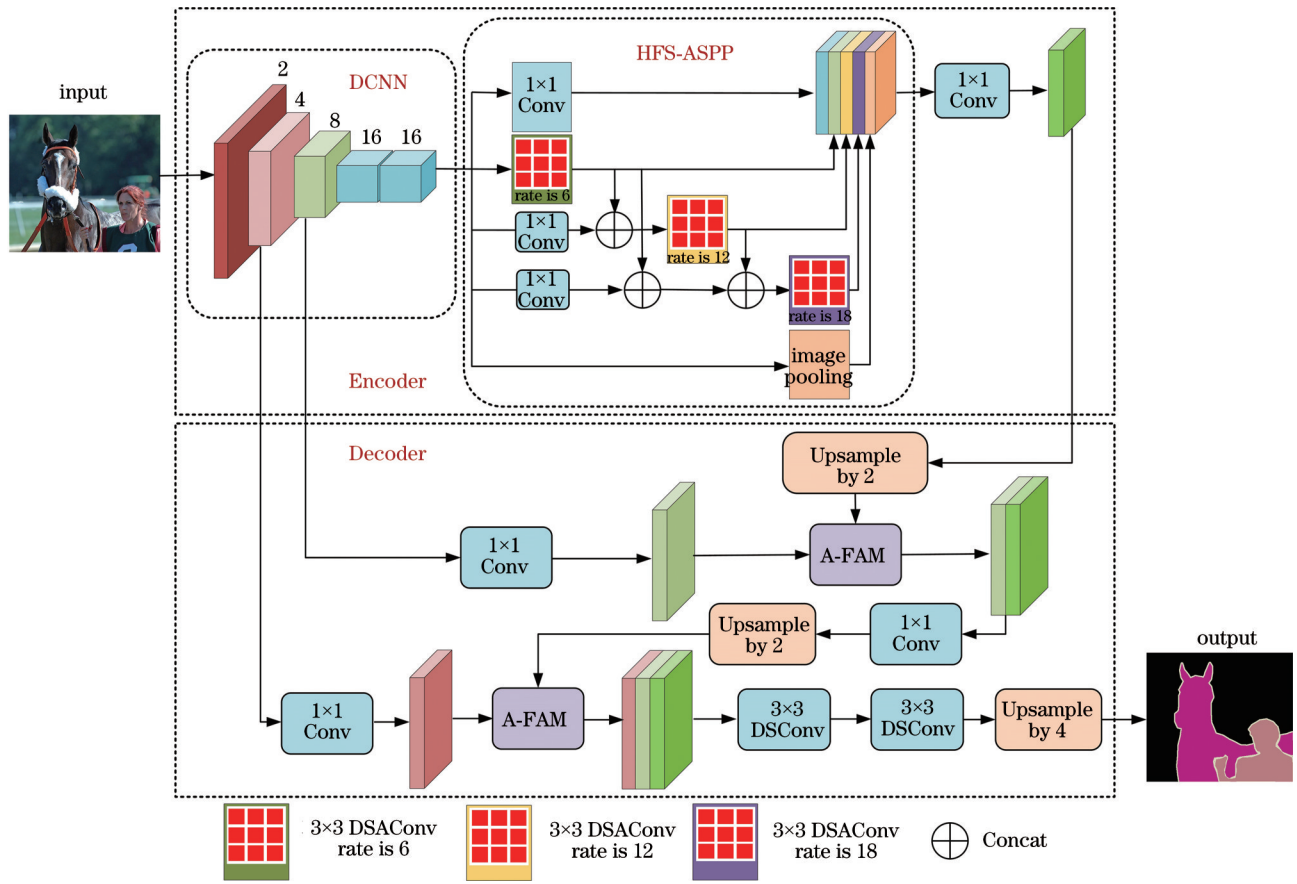 input
DCNN
2
4
8
16
16
HFS-ASPP
1×1
Conv
rate is 6
1×1
Conv
rate is 12
1×1
Conv
rate is 18
image
pooling
1×1
Conv
Encoder
Decoder
Upsample
by 2
1×1
Conv
A-FAM
Upsample
by 2
1×1
Conv
1×1
Conv
A-FAM
3×3
DSConv
3×3
DSConv
Upsample
by 4
output
3×3 DSAConv
rate is 6
3×3 DSAConv
rate is 12
3×3 DSAConv
rate is 18
Concat